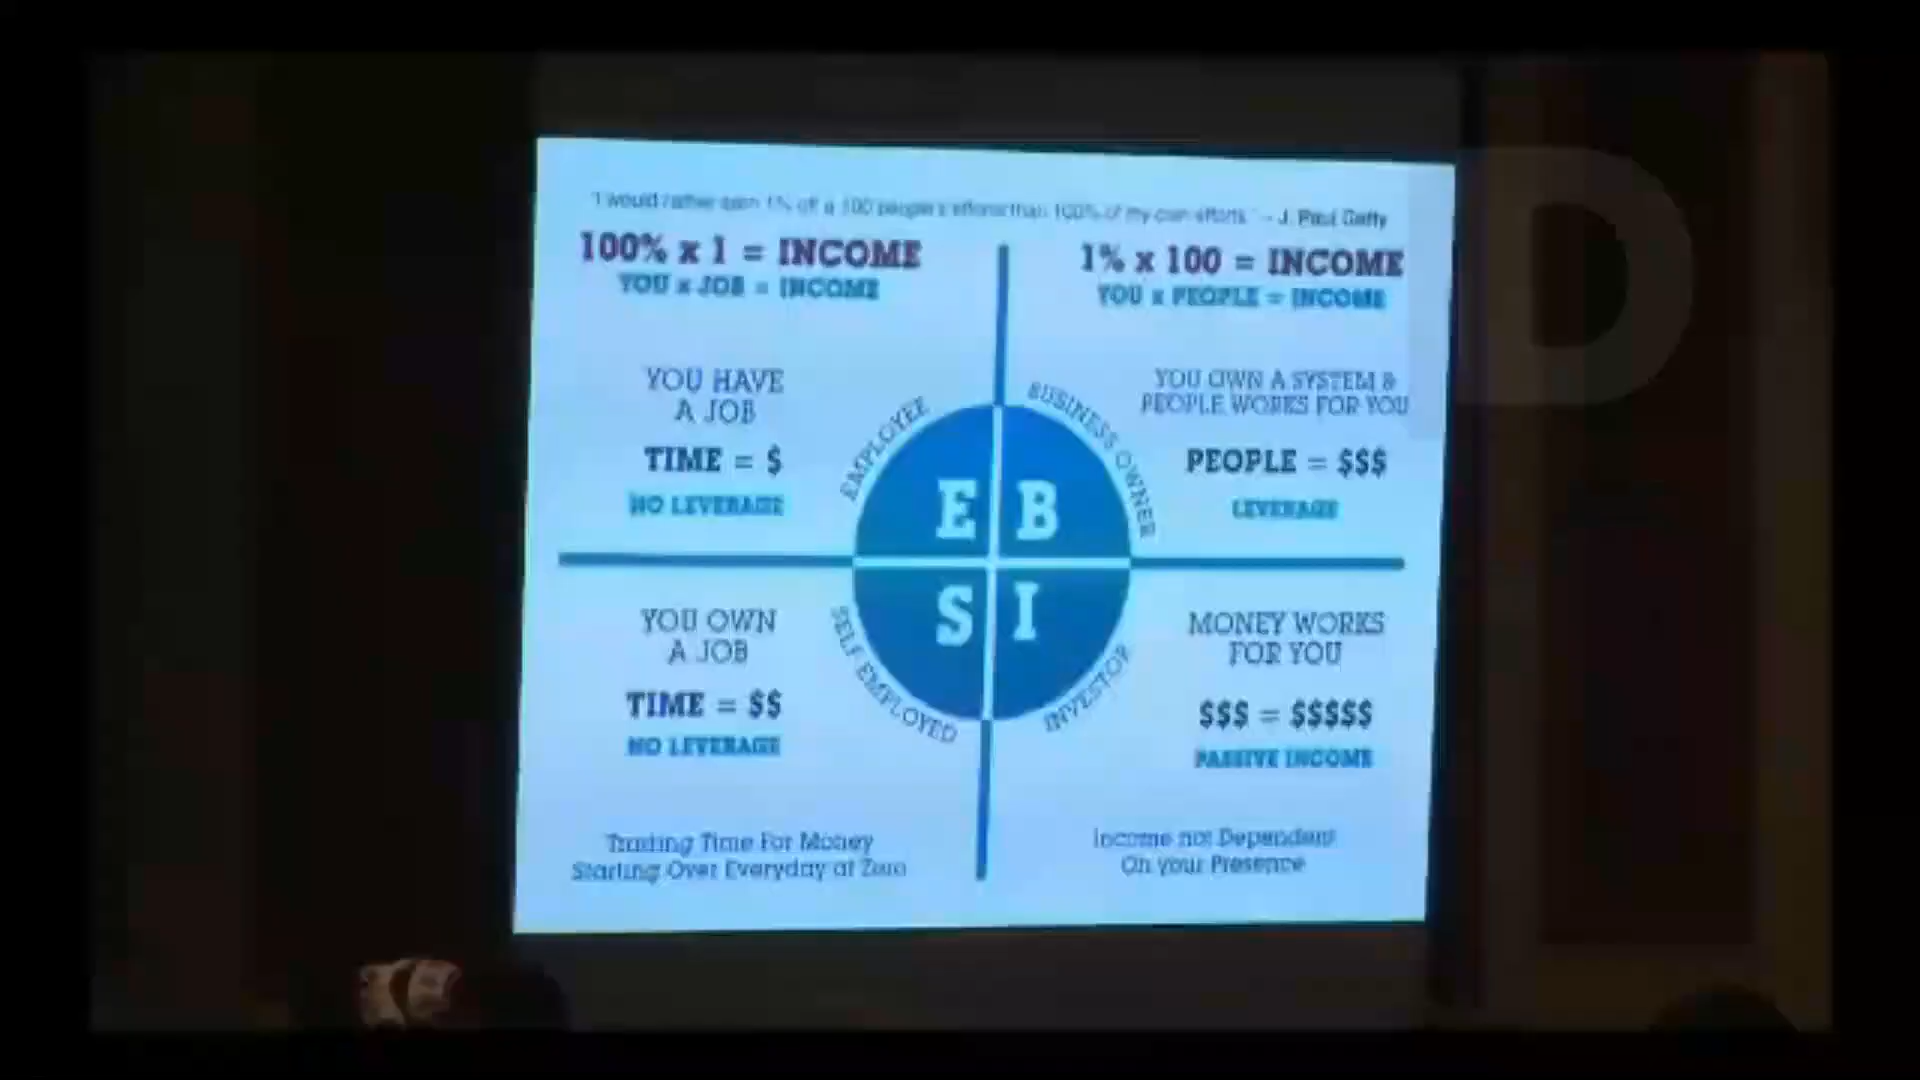 "I would rather earn 1% of a 100 people's efforts than 100% of my own efforts." - J. Paul Getty
100% x 1 = INCOME
YOU x JOB = INCOME
1% x 100 = INCOME
YOU x PEOPLE = INCOME
YOU HAVE
A JOB
TIME = $
NO LEVERAGE
EMPLOYEE
BUSINESS OWNER
YOU OWN A SYSTEM &
PEOPLE WORKS FOR YOU
PEOPLE = $$$
LEVERAGE
E B
S I
YOU OWN
A JOB
TIME = $$
NO LEVERAGE
SELF EMPLOYED
INVESTOR
MONEY WORKS
FOR YOU
$$$ = $$$$$
PASSIVE INCOME
Trading Time For Money
Starting Over Everyday at Zero
Income not Dependent
On your Presence
D